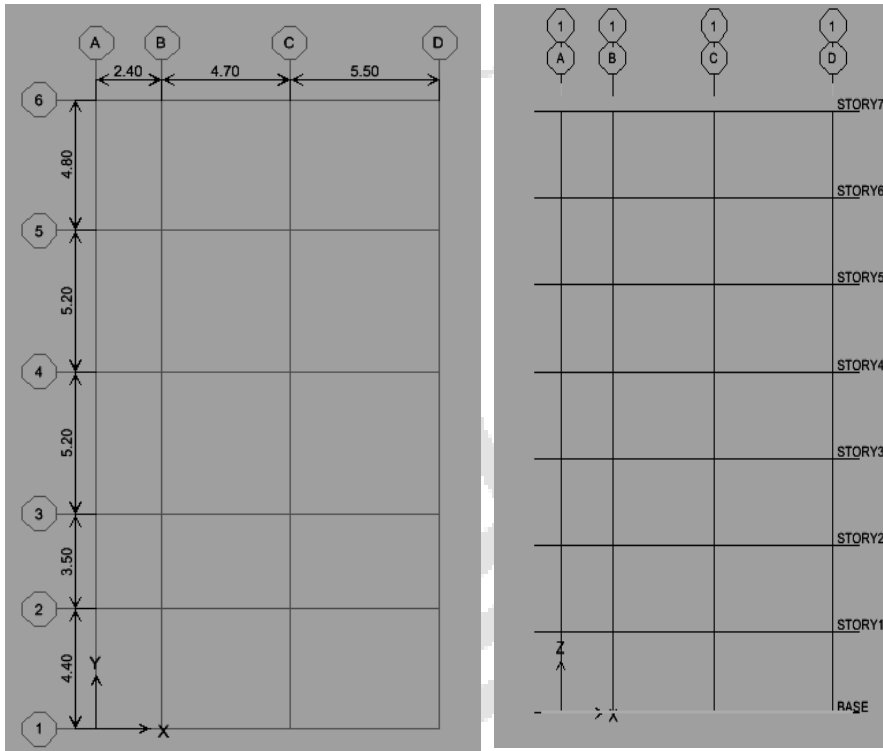 A B C D
2.40 4.70 5.50
6
4.80
5
5.20
4
5.20
3
3.50
2
4.40
Y
X
1
1 1 1 1
A B C D
STORY7
STORY6
STORY5
STORY4
STORY3
STORY2
STORY1
Z
X
BASE